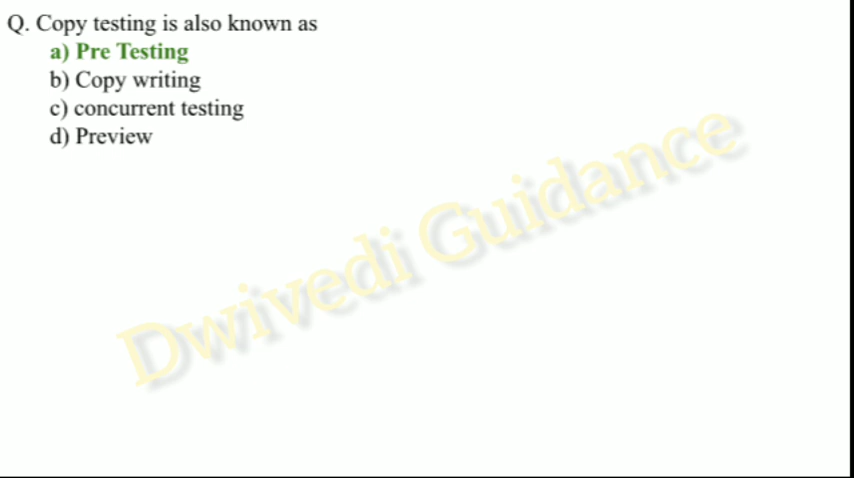 Q. Copy testing is also known as
a) Pre Testing
b) Copy writing
c) concurrent testing
d) Preview
Dwivedi Guidance